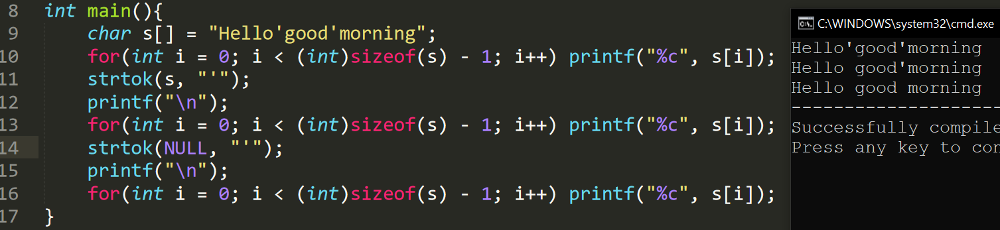 8 int main(){
9 char s[] = "Hello'good'morning";
10 for(int i = 0; i < (int)sizeof(s) - 1; i++) printf("%c", s[i]);
11 strtok(s, "'");
12 printf("\n");
13 for(int i = 0; i < (int)sizeof(s) - 1; i++) printf("%c", s[i]);
14 strtok(NULL, "'");
15 printf("\n");
16 for(int i = 0; i < (int)sizeof(s) - 1; i++) printf("%c", s[i]);
17 }
C:\WINDOWS\system32\cmd.exe
Hello'good'morning
Hello good'morning
Hello good morning
--------------------
Successfully compile
Press any key to con